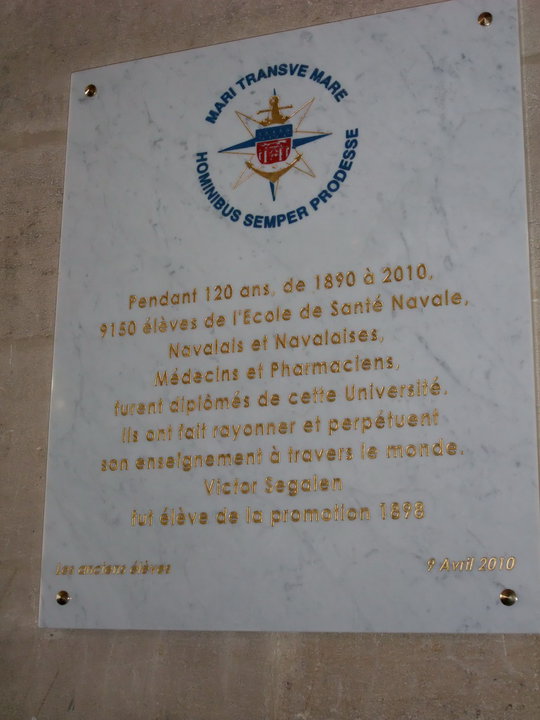 MARI TRANSVE MARE
HOMINIBUS SEMPER PRODESSE
Pendant 120 ans, de 1890 à 2010,
9150 élèves de l'Ecole de Santé Navale,
Navalais et Navalaises,
Médecins et Pharmaciens,
furent diplômés de cette Université.
Ils ont fait rayonner et perpétuent
son enseignement à travers le monde.
Victor Segalen
fut élève de la promotion 1898
Les anciens élèves
9 Avril 2010